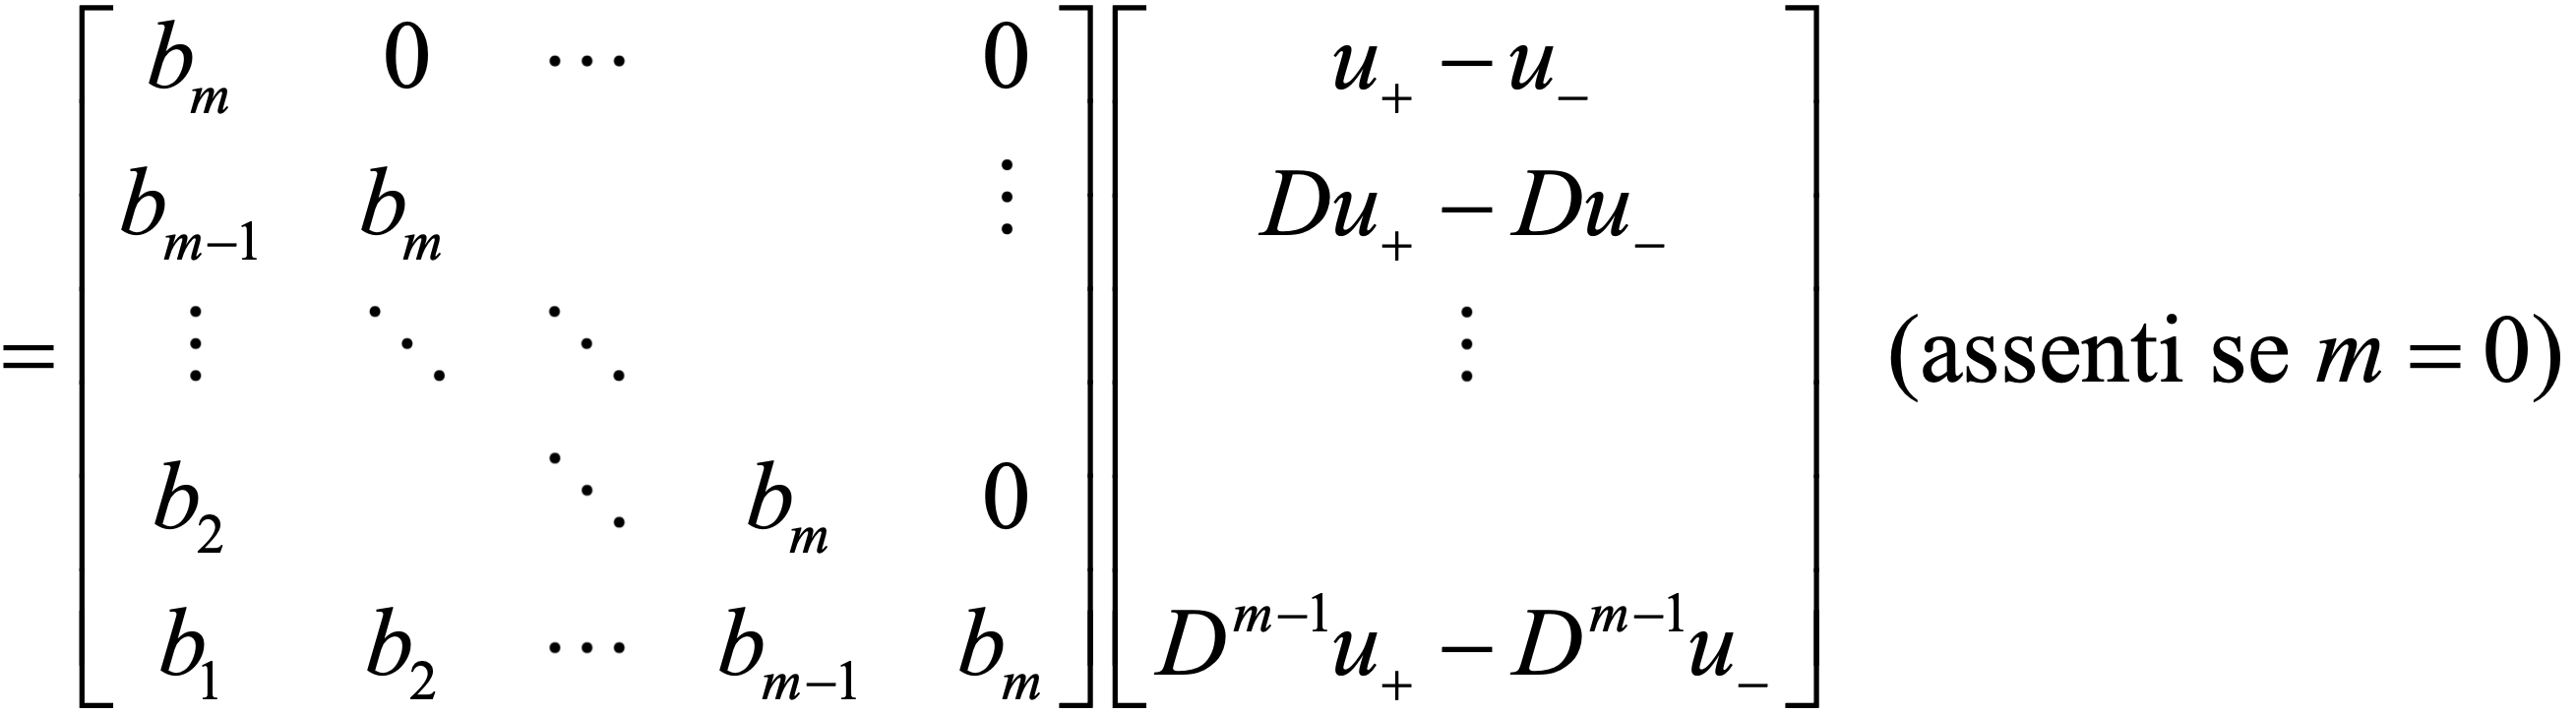 = [ b_m 0 ⋯ 0 ] [ u_+ − u_− ]
b_{m−1} b_m ⋮ Du_+ − Du_−
⋮ ⋱ ⋱ ⋮ (assenti se m = 0)
b_2 ⋱ b_m 0
b_1 b_2 ⋯ b_{m−1} b_m D^{m−1}u_+ − D^{m−1}u_−